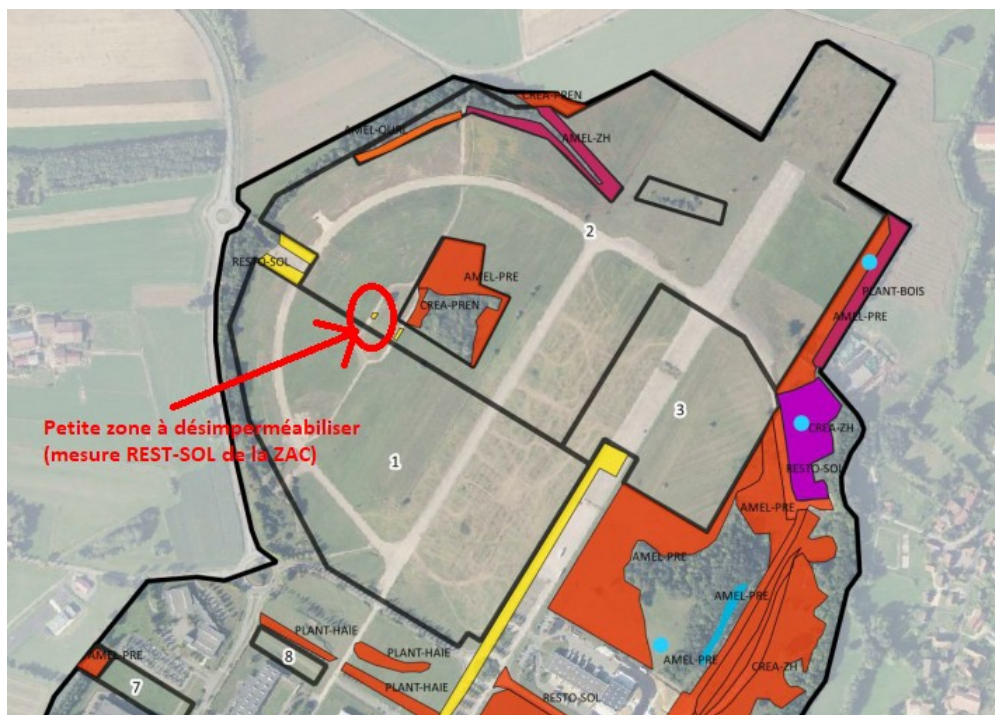 CREA-PREN
AMEL-QUAL
AMEL-ZH
2
RESTO-SOL
AMEL-PRE
CREA-PREN
PLANT-BOIS
AMEL-PRE
3
Petite zone à désimperméabiliser
(mesure REST-SOL de la ZAC)
CREA-ZH
1
RESTO-SOL
AMEL-PRE
AMEL-PRE
AMEL-PRE
PLANT-HAIE
PLANT-HAIE
8
AMEL-PRE
AMEL-PRE
CREA-ZH
7
PLANT-HAIE
RESTO-SOL